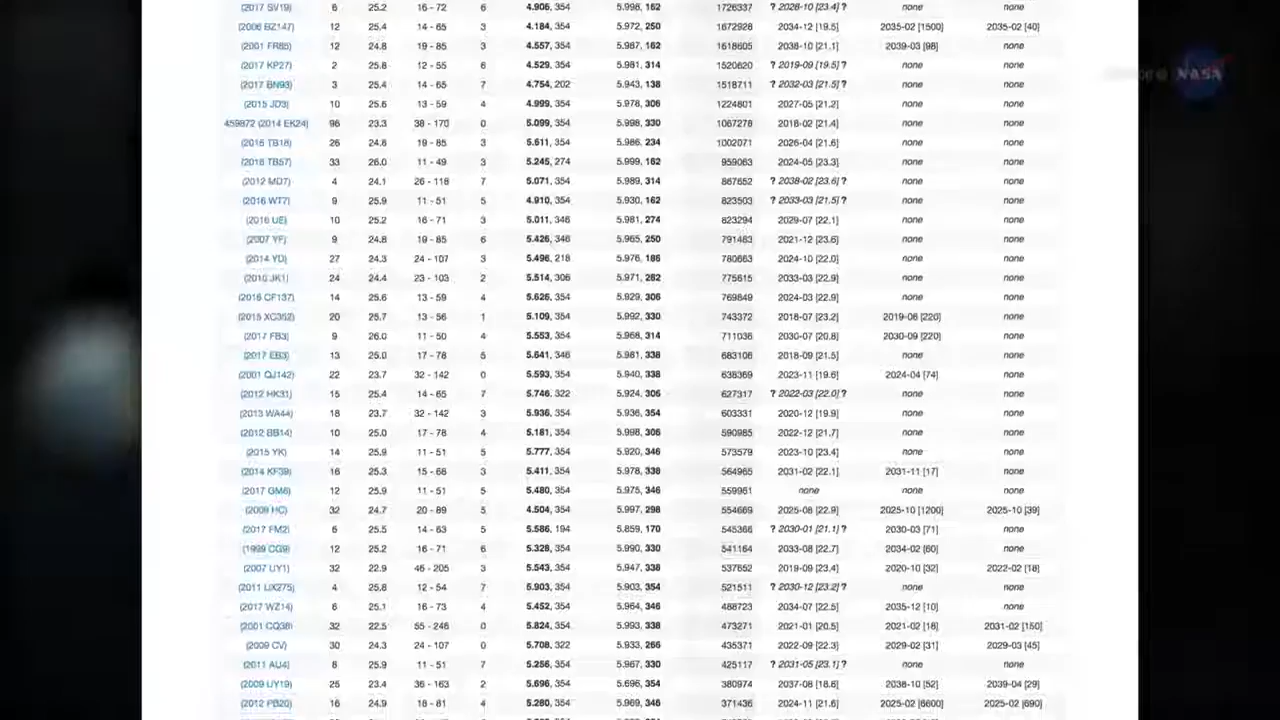 (2017 SV19) 6 25.2 16 - 72 6 4.906, 354 5.998, 162 1726337 ? 2028-10 [23.4] ? none none
(2006 BZ147) 12 25.4 14 - 65 3 4.184, 354 5.972, 250 1672928 2034-12 [19.5] 2035-02 [1500] 2035-02 [40]
(2001 FR85) 12 24.8 19 - 85 3 4.557, 354 5.987, 162 1618605 2038-10 [21.1] 2039-03 [98] none
(2017 KP27) 2 25.8 12 - 55 6 4.529, 354 5.981, 314 1520620 ? 2019-09 [19.5] ? none none
(2017 BN93) 3 25.4 14 - 65 7 4.754, 202 5.943, 138 1518711 ? 2032-03 [21.5] ? none none
(2015 JD3) 10 25.6 13 - 59 4 4.999, 354 5.978, 306 1224801 2027-05 [21.2] none none
459872 (2014 EK24) 96 23.3 38 - 170 0 5.099, 354 5.998, 330 1067278 2018-02 [21.4] none none
(2016 TB18) 26 24.8 19 - 85 3 5.611, 354 5.986, 234 1002071 2026-04 [21.6] none none
(2016 TB57) 33 26.0 11 - 49 3 5.245, 274 5.999, 162 959063 2024-05 [23.3] none none
(2012 MD7) 4 24.1 26 - 118 7 5.071, 354 5.989, 314 867652 ? 2038-02 [23.6] ? none none
(2016 WT7) 9 25.9 11 - 51 5 4.910, 354 5.930, 162 823503 ? 2033-03 [21.5] ? none none
(2016 UE) 10 25.2 16 - 71 3 5.011, 346 5.981, 274 823294 2029-07 [22.1] none none
(2007 YF) 9 24.8 19 - 85 6 5.426, 346 5.965, 250 791483 2021-12 [23.6] none none
(2014 YD) 27 24.3 24 - 107 3 5.496, 218 5.976, 186 780663 2024-10 [22.0] none none
(2010 JK1) 24 24.4 23 - 103 2 5.514, 306 5.971, 262 775615 2033-03 [22.9] none none
(2016 CF137) 14 25.6 13 - 59 4 5.626, 354 5.929, 306 769849 2024-03 [22.9] none none
(2015 XC352) 20 25.7 13 - 56 1 5.109, 354 5.992, 330 743372 2018-07 [23.2] 2019-08 [220] none
(2017 FB3) 9 26.0 11 - 50 4 5.553, 354 5.968, 314 711036 2030-07 [20.8] 2030-09 [220] none
(2017 EB3) 13 25.0 17 - 78 5 5.641, 346 5.981, 338 683106 2018-09 [21.5] none none
(2001 QJ142) 22 23.7 32 - 142 0 5.593, 354 5.940, 338 638369 2023-11 [19.6] 2024-04 [74] none
(2012 HK31) 15 25.4 14 - 65 7 5.746, 322 5.924, 306 627317 ? 2022-03 [22.0] ? none none
(2013 WA44) 18 23.7 32 - 142 3 5.936, 354 5.936, 354 603331 2020-12 [19.9] none none
(2012 BB14) 10 25.0 17 - 78 4 5.181, 354 5.998, 306 590985 2022-12 [21.7] none none
(2015 YK) 14 25.9 11 - 51 5 5.777, 354 5.920, 346 573579 2023-10 [23.4] none none
(2014 KF39) 16 25.3 15 - 68 3 5.411, 354 5.978, 338 564965 2031-02 [22.1] 2031-11 [17] none
(2017 GM6) 12 25.9 11 - 51 5 5.480, 354 5.975, 346 559961 none none none
(2009 HC) 32 24.7 20 - 89 5 4.504, 354 5.997, 298 554669 2025-08 [22.9] 2025-10 [1200] 2025-10 [39]
(2017 FM2) 6 25.5 14 - 63 5 5.586, 194 5.859, 170 545366 ? 2030-01 [21.1] ? 2030-03 [71] none
(1999 CG9) 12 25.2 16 - 71 6 5.328, 354 5.990, 330 541164 2033-08 [22.7] 2034-02 [60] none
(2007 UY1) 32 22.9 46 - 205 3 5.543, 354 5.947, 338 537652 2019-09 [23.4] 2020-10 [32] 2022-02 [18]
(2011 UX275) 4 25.8 12 - 54 7 5.903, 354 5.903, 354 521511 ? 2030-12 [23.2] ? none none
(2017 WZ14) 6 25.1 16 - 73 4 5.452, 354 5.964, 346 488723 2034-07 [22.5] 2035-12 [10] none
(2001 CQ36) 32 22.5 55 - 246 0 5.824, 354 5.993, 338 473271 2021-01 [20.5] 2021-02 [18] 2031-02 [150]
(2009 CV) 30 24.3 24 - 107 0 5.708, 322 5.933, 266 435371 2022-09 [22.3] 2029-02 [31] 2029-03 [45]
(2011 AU4) 8 25.9 11 - 51 7 5.256, 354 5.967, 330 425117 ? 2031-05 [23.1] ? none none
(2009 UY19) 25 23.4 36 - 163 2 5.696, 354 5.696, 354 380974 2037-08 [18.6] 2038-10 [52] 2039-04 [29]
(2012 PB20) 16 24.9 18 - 81 4 5.280, 354 5.969, 346 371436 2024-11 [21.6] 2025-02 [6600] 2025-02 [690]
NASA